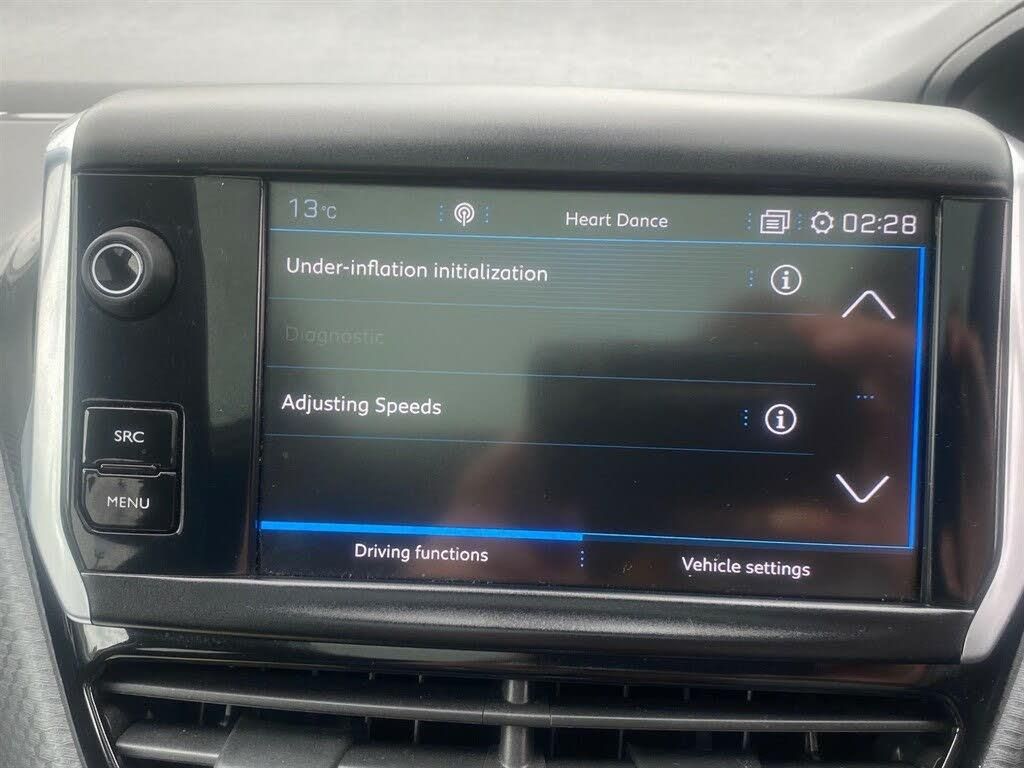 13°C
Heart Dance
02:28
Under-inflation initialization
Diagnostic
SRC
Adjusting Speeds
MENU
Driving functions
Vehicle settings